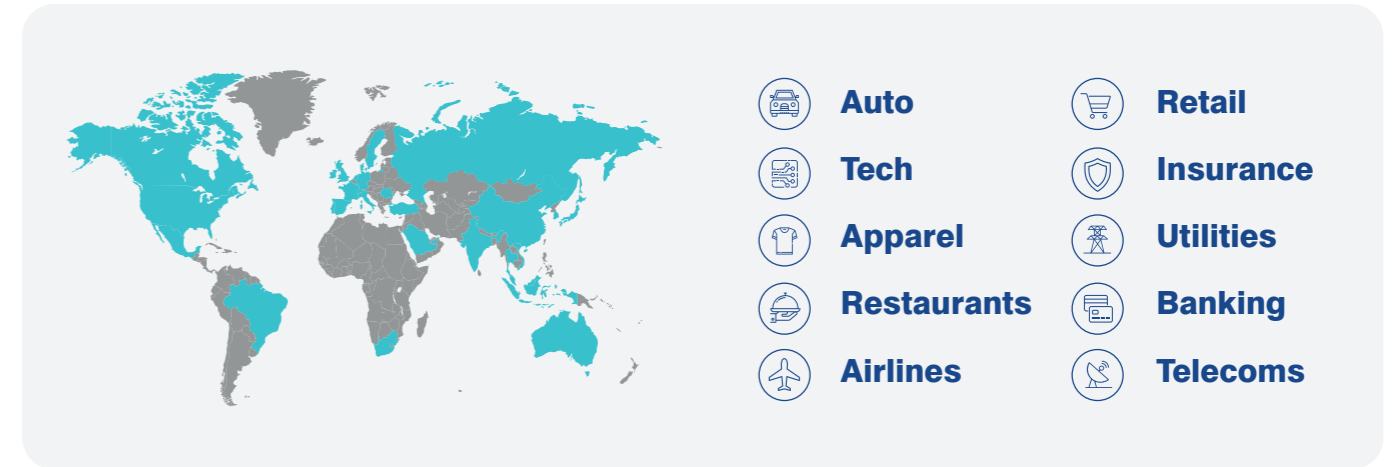 Auto
Tech
Apparel
Restaurants
Airlines
Retail
Insurance
Utilities
Banking
Telecoms